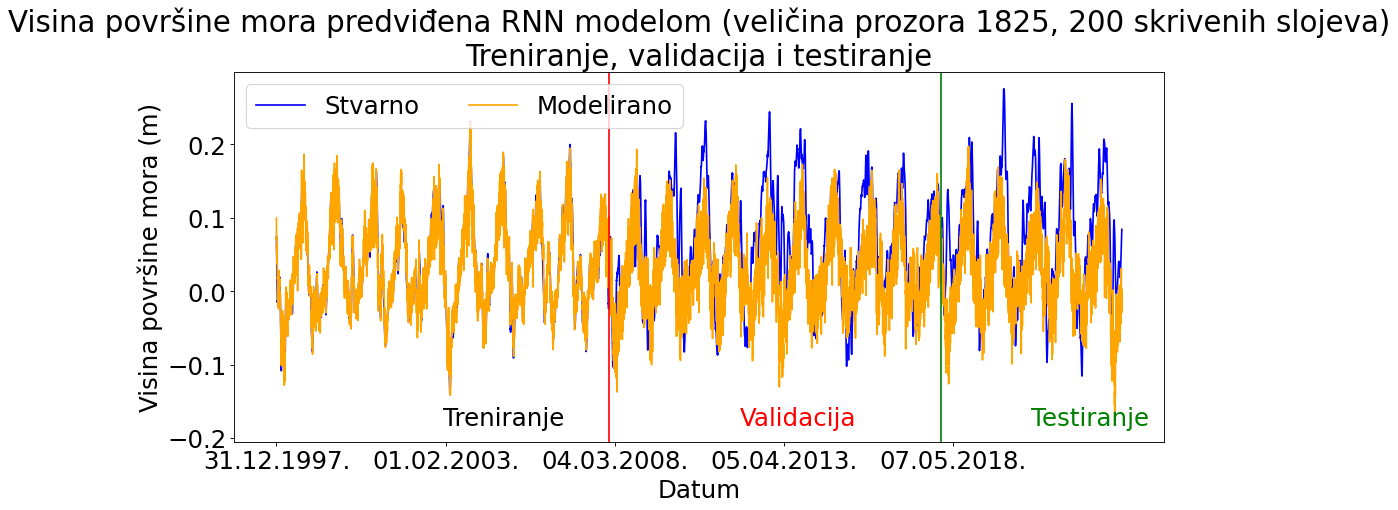 Visina površine mora predviđena RNN modelom (veličina prozora 1825, 200 skrivenih slojeva)
Treniranje, validacija i testiranje
Stvarno
Modelirano
Visina površine mora (m)
0.2
0.1
0.0
−0.1
−0.2
Treniranje
Validacija
Testiranje
31.12.1997.
01.02.2003.
04.03.2008.
05.04.2013.
07.05.2018.
Datum